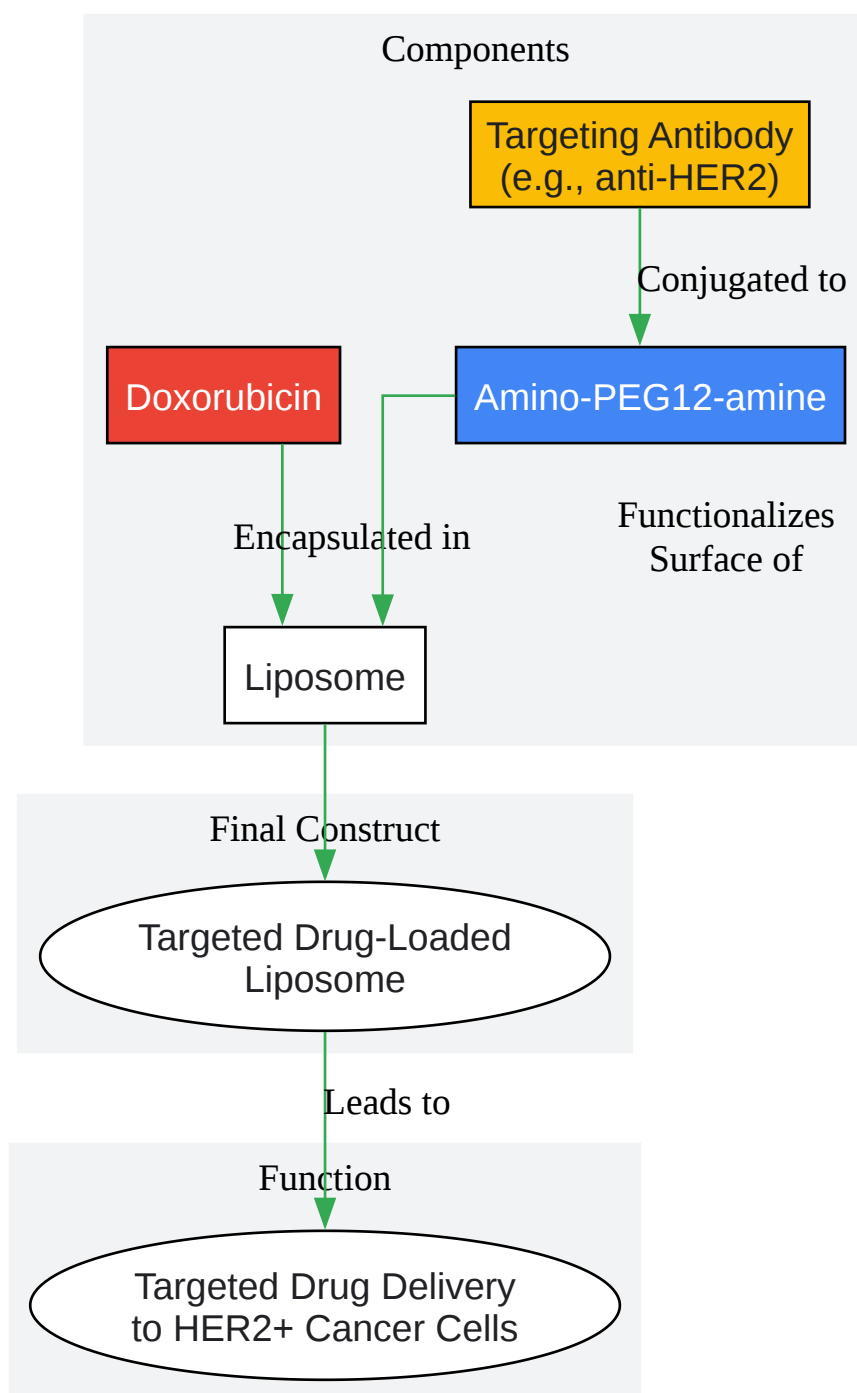 Components
Targeting Antibody
(e.g., anti-HER2)
Conjugated to
Doxorubicin
Amino-PEG12-amine
Functionalizes
Surface of
Encapsulated in
Liposome
Final Construct
Targeted Drug-Loaded
Liposome
Leads to
Function
Targeted Drug Delivery
to HER2+ Cancer Cells